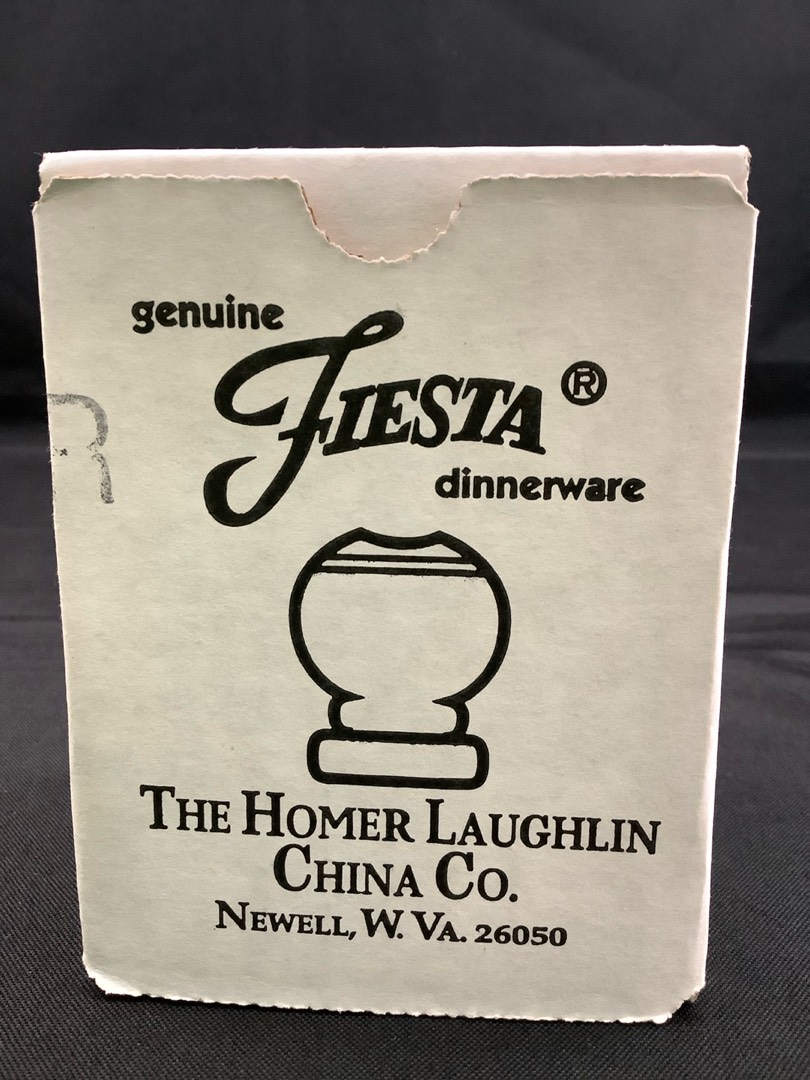 genuine
FIESTA ®
dinnerware
R
THE HOMER LAUGHLIN
CHINA CO.
NEWELL, W. VA. 26050